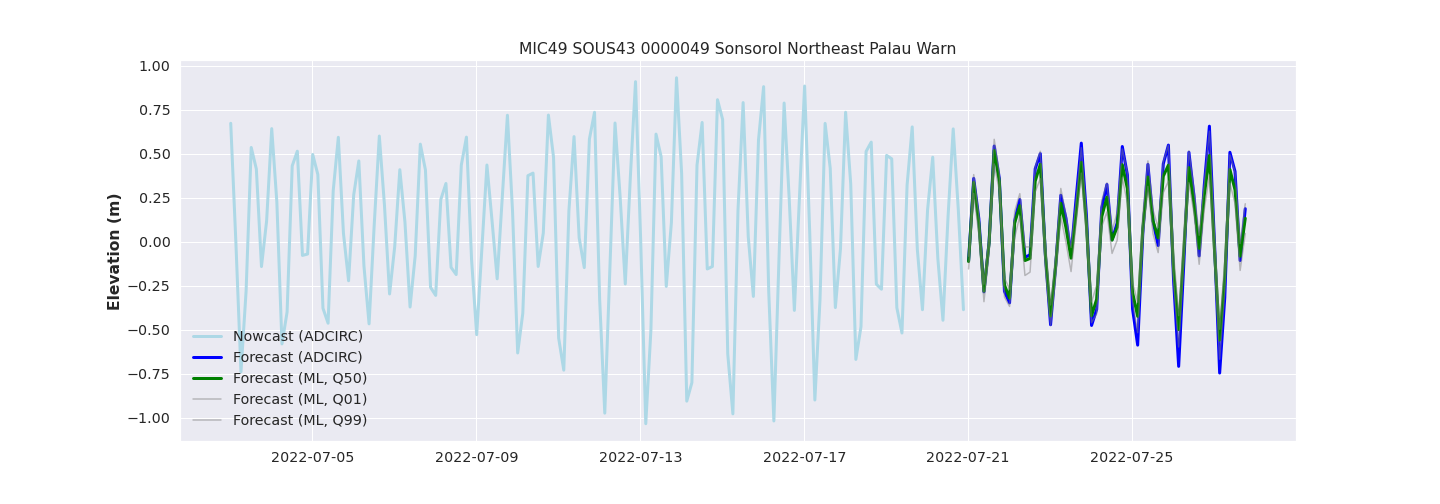 MIC49 SOUS43 0000049 Sonsorol Northeast Palau Warn
1.00
0.75
0.50
0.25
0.00
−0.25
−0.50
−0.75
−1.00
Elevation (m)
Nowcast (ADCIRC)
Forecast (ADCIRC)
Forecast (ML, Q50)
Forecast (ML, Q01)
Forecast (ML, Q99)
2022-07-05
2022-07-09
2022-07-13
2022-07-17
2022-07-21
2022-07-25